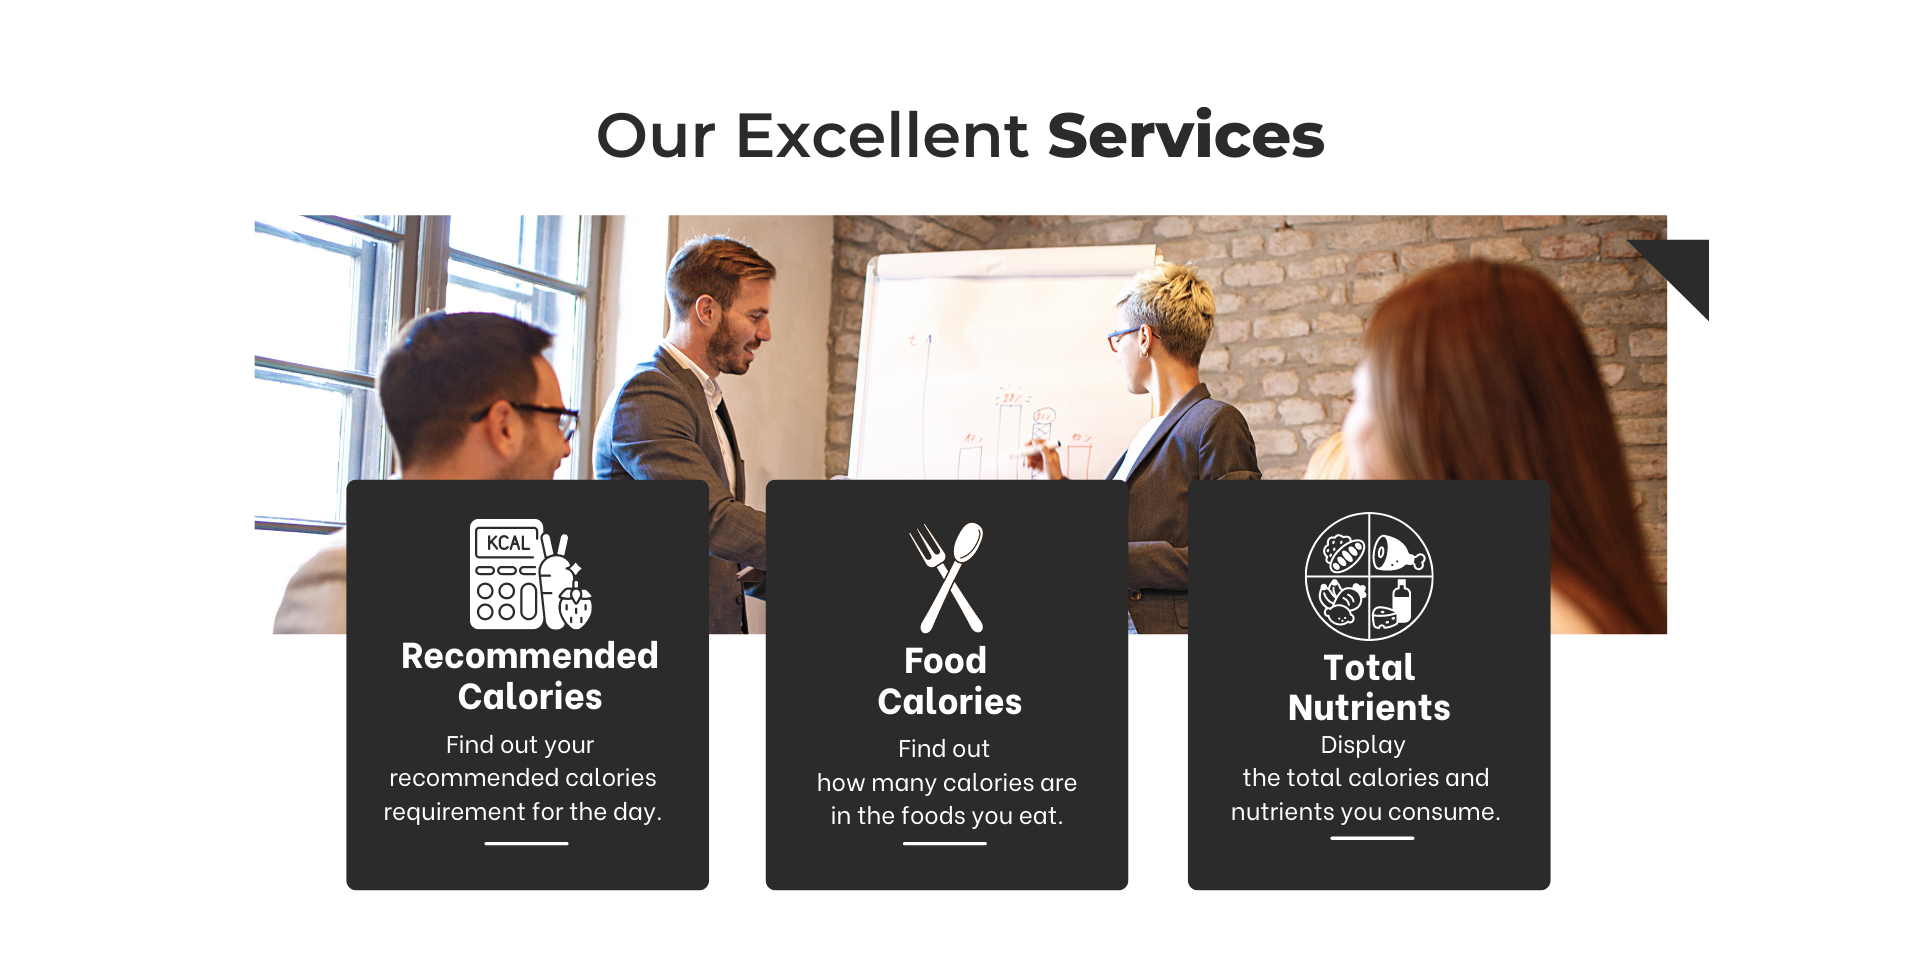 Our Excellent Services
t
KCAL
Recommended
Calories
Find out your
recommended calories
requirement for the day.
Food
Calories
Find out
how many calories are
in the foods you eat.
Total
Nutrients
Display
the total calories and
nutrients you consume.